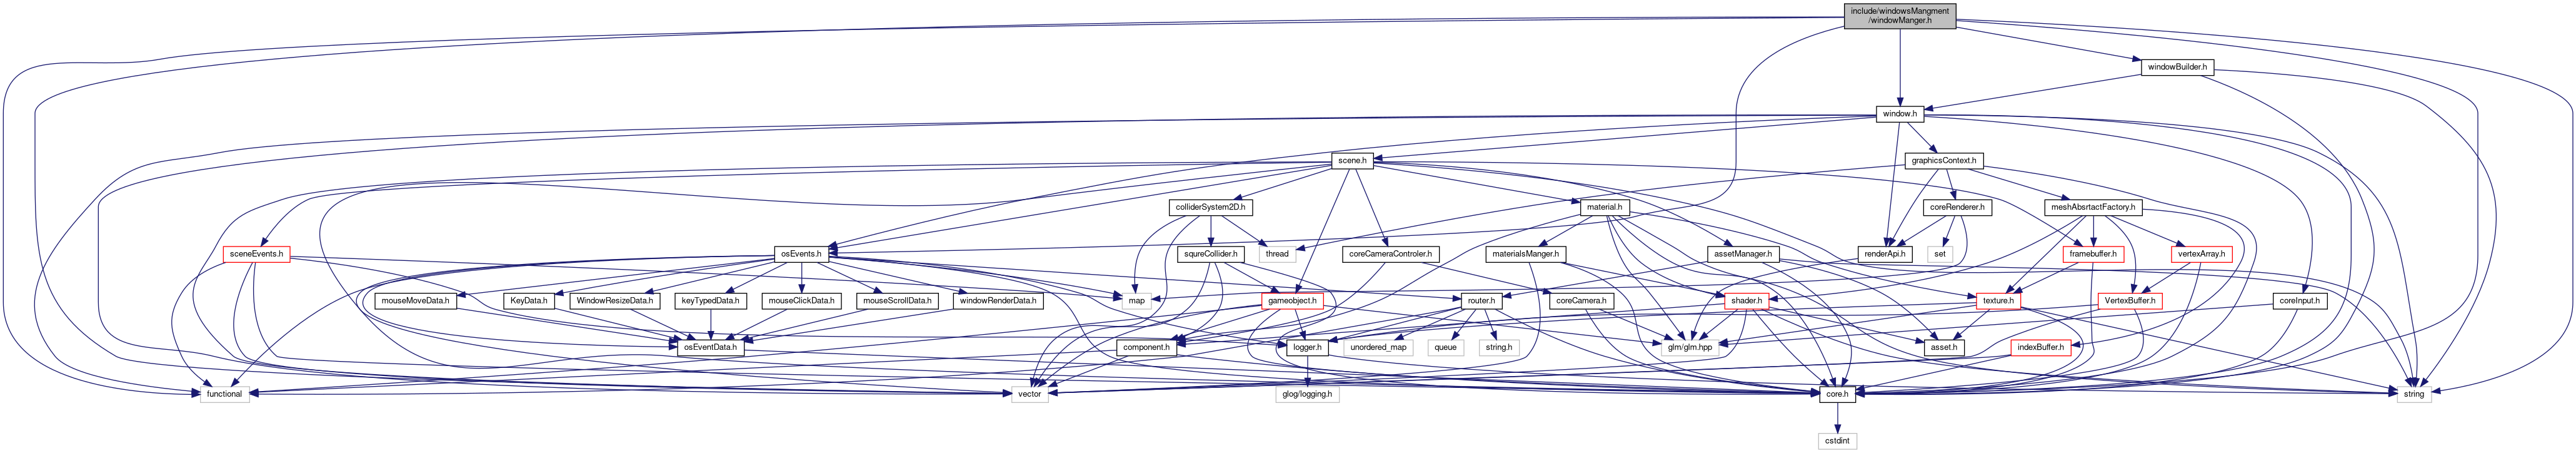 include/windowsMangment
/windowManger.h
windowBuilder.h
window.h
scene.h
graphicsContext.h
colliderSystem2D.h
material.h
coreRenderer.h
meshAbsrtactFactory.h
sceneEvents.h
osEvents.h
squreCollider.h
thread
coreCameraControler.h
materialsManger.h
assetManager.h
renderApi.h
set
framebuffer.h
vertexArray.h
mouseMoveData.h
KeyData.h
WindowResizeData.h
keyTypedData.h
mouseClickData.h
mouseScrollData.h
windowRenderData.h
map
gameobject.h
router.h
coreCamera.h
shader.h
texture.h
VertexBuffer.h
coreInput.h
osEventData.h
component.h
logger.h
unordered_map
queue
string.h
glm/glm.hpp
asset.h
indexBuffer.h
functional
vector
glog/logging.h
core.h
string
cstdint